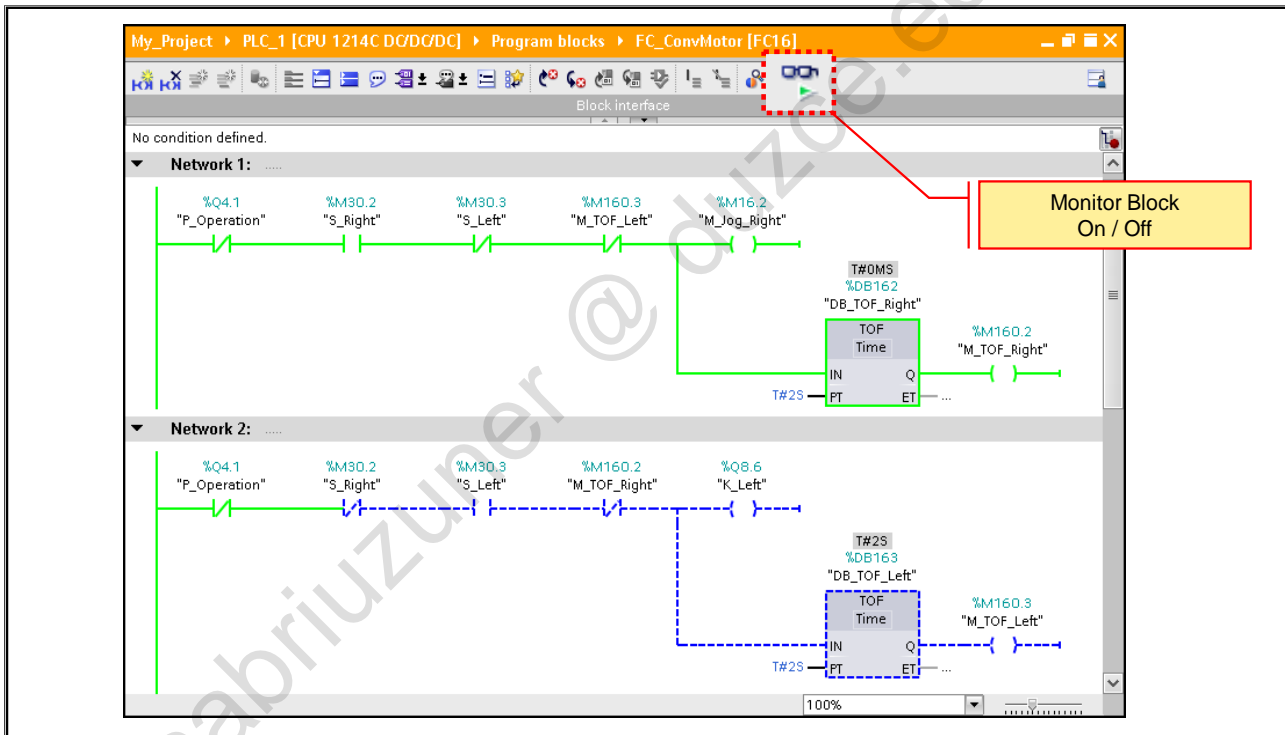 My_Project ▸ PLC_1 [CPU 1214C DC/DC/DC] ▸ Program blocks ▸ FC_ConvMotor [FC16]
Block interface
No condition defined.
Network 1: .....
%Q4.1 %M30.2 %M30.3 %M160.3 %M16.2
"P_Operation" "S_Right" "S_Left" "M_TOF_Left" "M_Jog_Right"
Monitor Block
On / Off
T#0MS
%DB162
"DB_TOF_Right"
TOF
Time
%M160.2
"M_TOF_Right"
IN Q
T#2S PT ET ...
Network 2: .....
%Q4.1 %M30.2 %M30.3 %M160.2 %Q8.6
"P_Operation" "S_Right" "S_Left" "M_TOF_Right" "K_Left"
T#2S
%DB163
"DB_TOF_Left"
TOF
Time
%M160.3
"M_TOF_Left"
IN Q
T#2S PT ET ...
100%
abriuzuner @ duzce.e